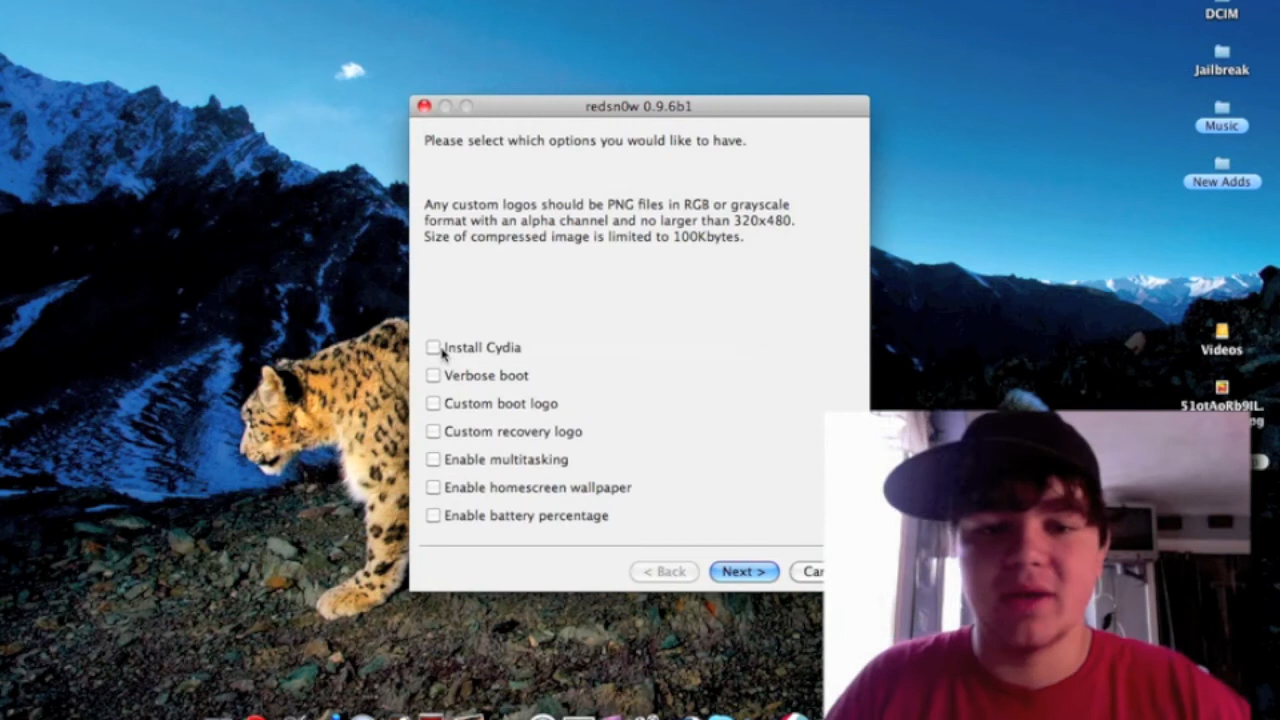 DCIM
Jailbreak
Music
New Adds
redsn0w 0.9.6b1
Please select which options you would like to have.
Any custom logos should be PNG files in RGB or grayscale
format with an alpha channel and no larger than 320x480.
Size of compressed image is limited to 100Kbytes.
Install Cydia
Verbose boot
Custom boot logo
Custom recovery logo
Enable multitasking
Enable homescreen wallpaper
Enable battery percentage
< Back
Next >
Videos